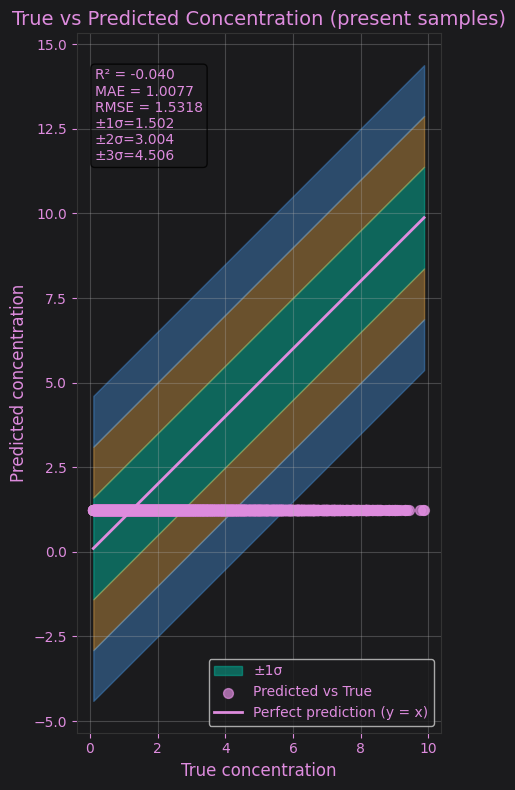 True vs Predicted Concentration (present samples)
15.0
R² = -0.040
MAE = 1.0077
RMSE = 1.5318
±1σ=1.502
±2σ=3.004
±3σ=4.506
12.5
10.0
7.5
5.0
2.5
0.0
−2.5
−5.0
Predicted concentration
±1σ
Predicted vs True
Perfect prediction (y = x)
0 2 4 6 8 10
True concentration